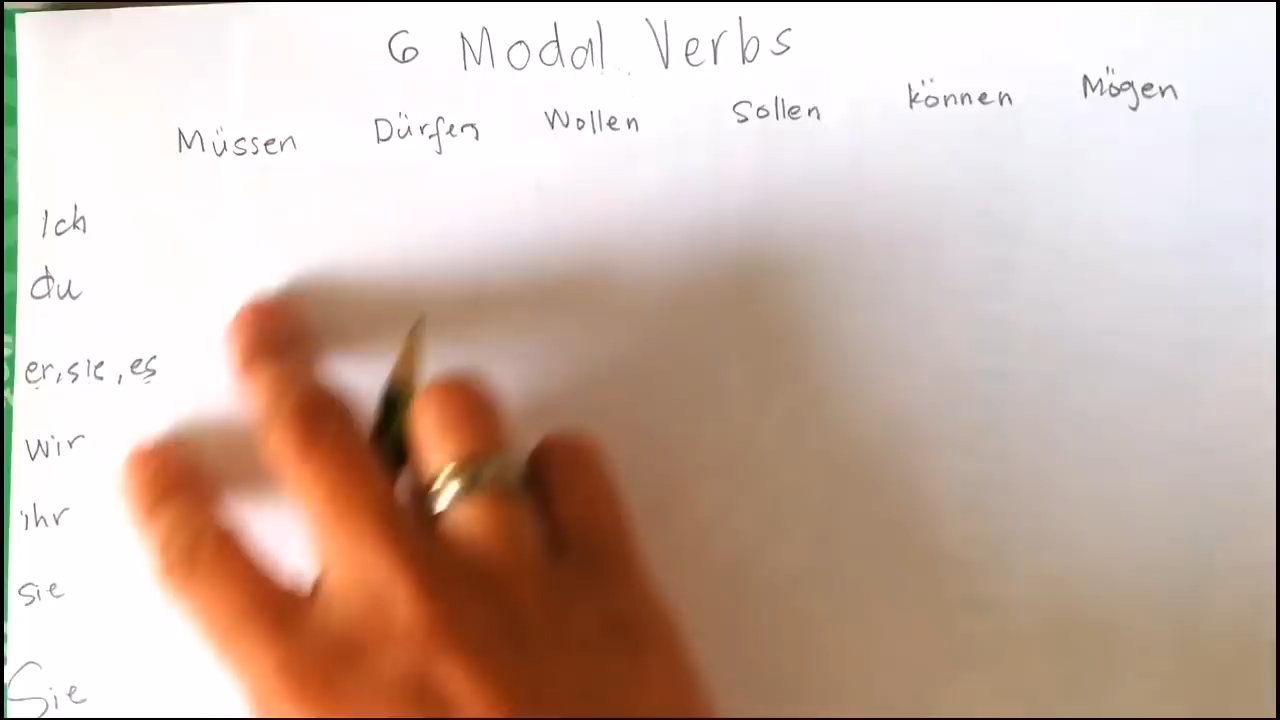 6 Modal Verbs
Müssen Dürfen Wollen Sollen können Mögen
Ich
du
er, sie, es
wir
ihr
sie
Sie